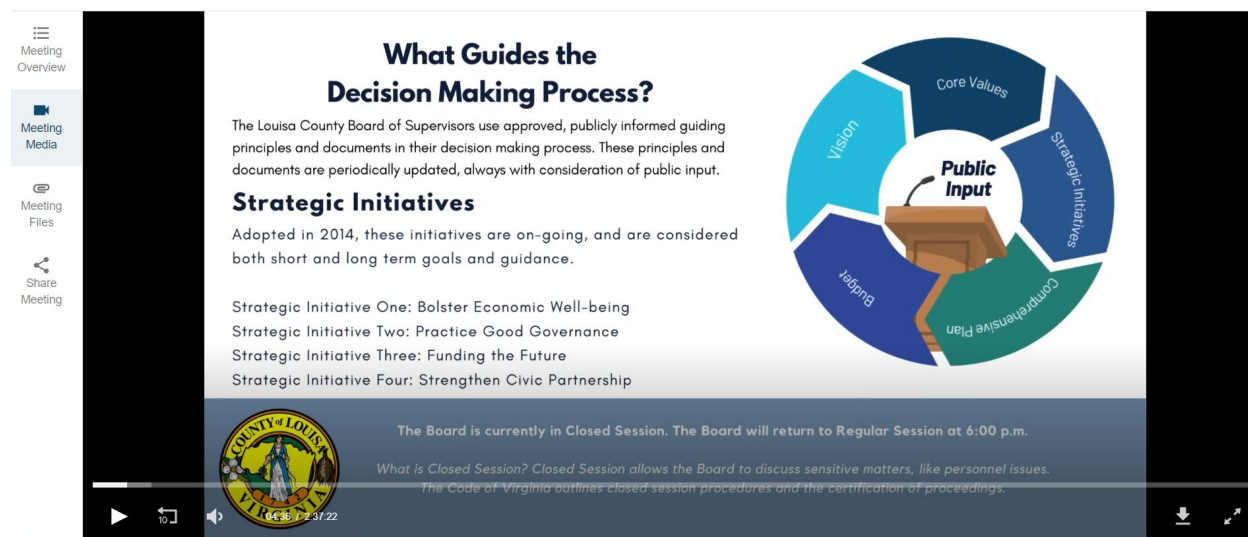 Meeting
Overview
Meeting
Media
Meeting
Files
Share
Meeting
What Guides the
Decision Making Process?
The Louisa County Board of Supervisors use approved, publicly informed guiding
principles and documents in their decision making process. These principles and
documents are periodically updated, always with consideration of public input.
Strategic Initiatives
Adopted in 2014, these initiatives are on-going, and are considered
both short and long term goals and guidance.
Strategic Initiative One: Bolster Economic Well-being
Strategic Initiative Two: Practice Good Governance
Strategic Initiative Three: Funding the Future
Strategic Initiative Four: Strengthen Civic Partnership
Core Values
Strategic Initiatives
Comprehensive Plan
Budget
Vision
Public
Input
COUNTY of LOUISA
VIRGINIA
The Board is currently in Closed Session. The Board will return to Regular Session at 6:00 p.m.
What is Closed Session? Closed Session allows the Board to discuss sensitive matters, like personnel issues.
The Code of Virginia outlines closed session procedures and the certification of proceedings.
10
04:36 / 2:37:22